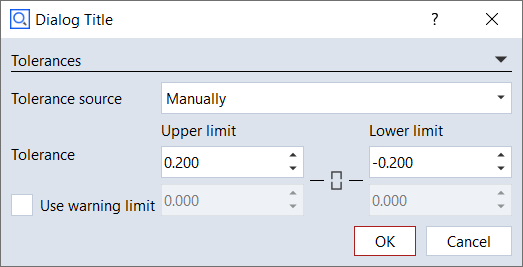 Dialog Title ?
Tolerances
Tolerance source Manually
Upper limit Lower limit
Tolerance 0.200 -0.200
Use warning limit 0.000 0.000
OK Cancel